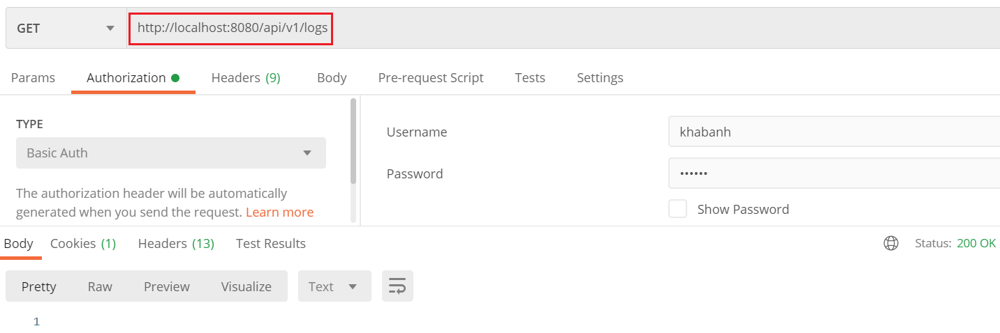 GET http://localhost:8080/api/v1/logs
Params Authorization Headers (9) Body Pre-request Script Tests Settings
TYPE
Basic Auth
The authorization header will be automatically
generated when you send the request. Learn more
Username khabanh
Password ••••••
Show Password
Body Cookies (1) Headers (13) Test Results Status: 200 OK
Pretty Raw Preview Visualize Text
1